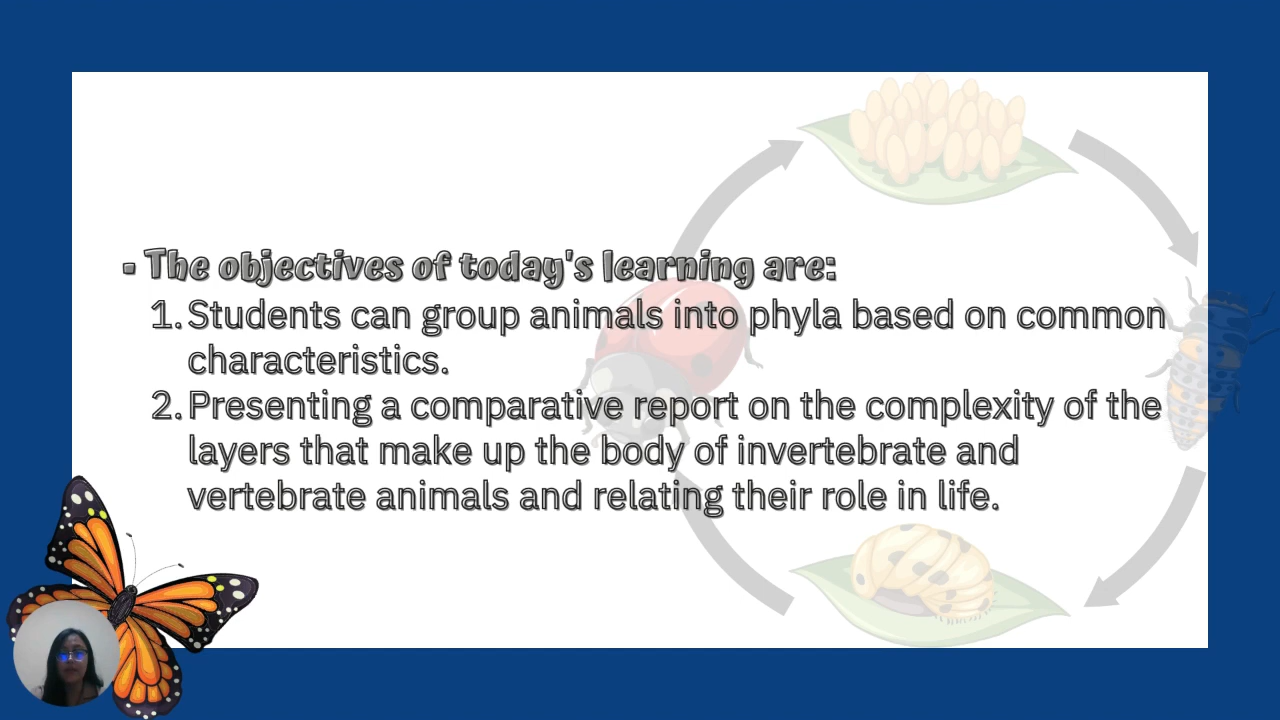 - The objectives of today's learning are:
1. Students can group animals into phyla based on common
characteristics.
2. Presenting a comparative report on the complexity of the
layers that make up the body of invertebrate and
vertebrate animals and relating their role in life.